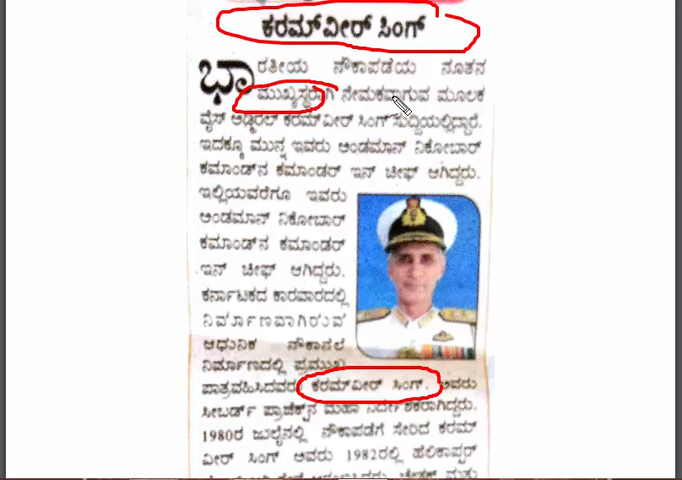 ಕರಮ್‌ವೀರ್ ಸಿಂಗ್
ಭಾರತೀಯ ನೌಕಾಪಡೆಯ ನೂತನ
ಮುಖ್ಯಸ್ಥರಾಗಿ ನೇಮಕವಾಗುವ ಮೂಲಕ
ವೈಸ್ ಅಡ್ಮಿರಲ್ ಕರಮ್‌ವೀರ್ ಸಿಂಗ್ ಸುದ್ದಿಯಲ್ಲಿದ್ದಾರೆ.
ಇದಕ್ಕೂ ಮುನ್ನ ಇವರು ಅಂಡಮಾನ್ ನಿಕೋಬಾರ್
ಕಮಾಂಡ್‌ನ ಕಮಾಂಡರ್ ಇನ್ ಚೀಫ್ ಆಗಿದ್ದರು.
ಇಲ್ಲಿಯವರೆಗೂ ಇವರು
ಅಂಡಮಾನ್ ನಿಕೋಬಾರ್
ಕಮಾಂಡ್‌ನ ಕಮಾಂಡರ್
ಇನ್ ಚೀಫ್ ಆಗಿದ್ದರು.
ಕರ್ನಾಟಕದ ಕಾರವಾರದಲ್ಲಿ
ನಿರ್ಮಾಣವಾಗಿರುವ
ಆಧುನಿಕ ನೌಕಾನೆಲೆ
ನಿರ್ಮಾಣದಲ್ಲಿ ಪ್ರಮುಖ
ಪಾತ್ರವಹಿಸಿದವರು ಕರಮ್‌ವೀರ್ ಸಿಂಗ್. ಅವರು
ಸೀಬರ್ಡ್ ಪ್ರಾಜೆಕ್ಟ್‌ನ ಮಹಾ ನಿರ್ದೇಶಕರಾಗಿದ್ದರು.
1980ರ ಜುಲೈನಲ್ಲಿ ನೌಕಾಪಡೆಗೆ ಸೇರಿದ ಕರಮ್
ವೀರ್ ಸಿಂಗ್ ಅವರು 1982ರಲ್ಲಿ ಹೆಲಿಕಾಪ್ಟರ್